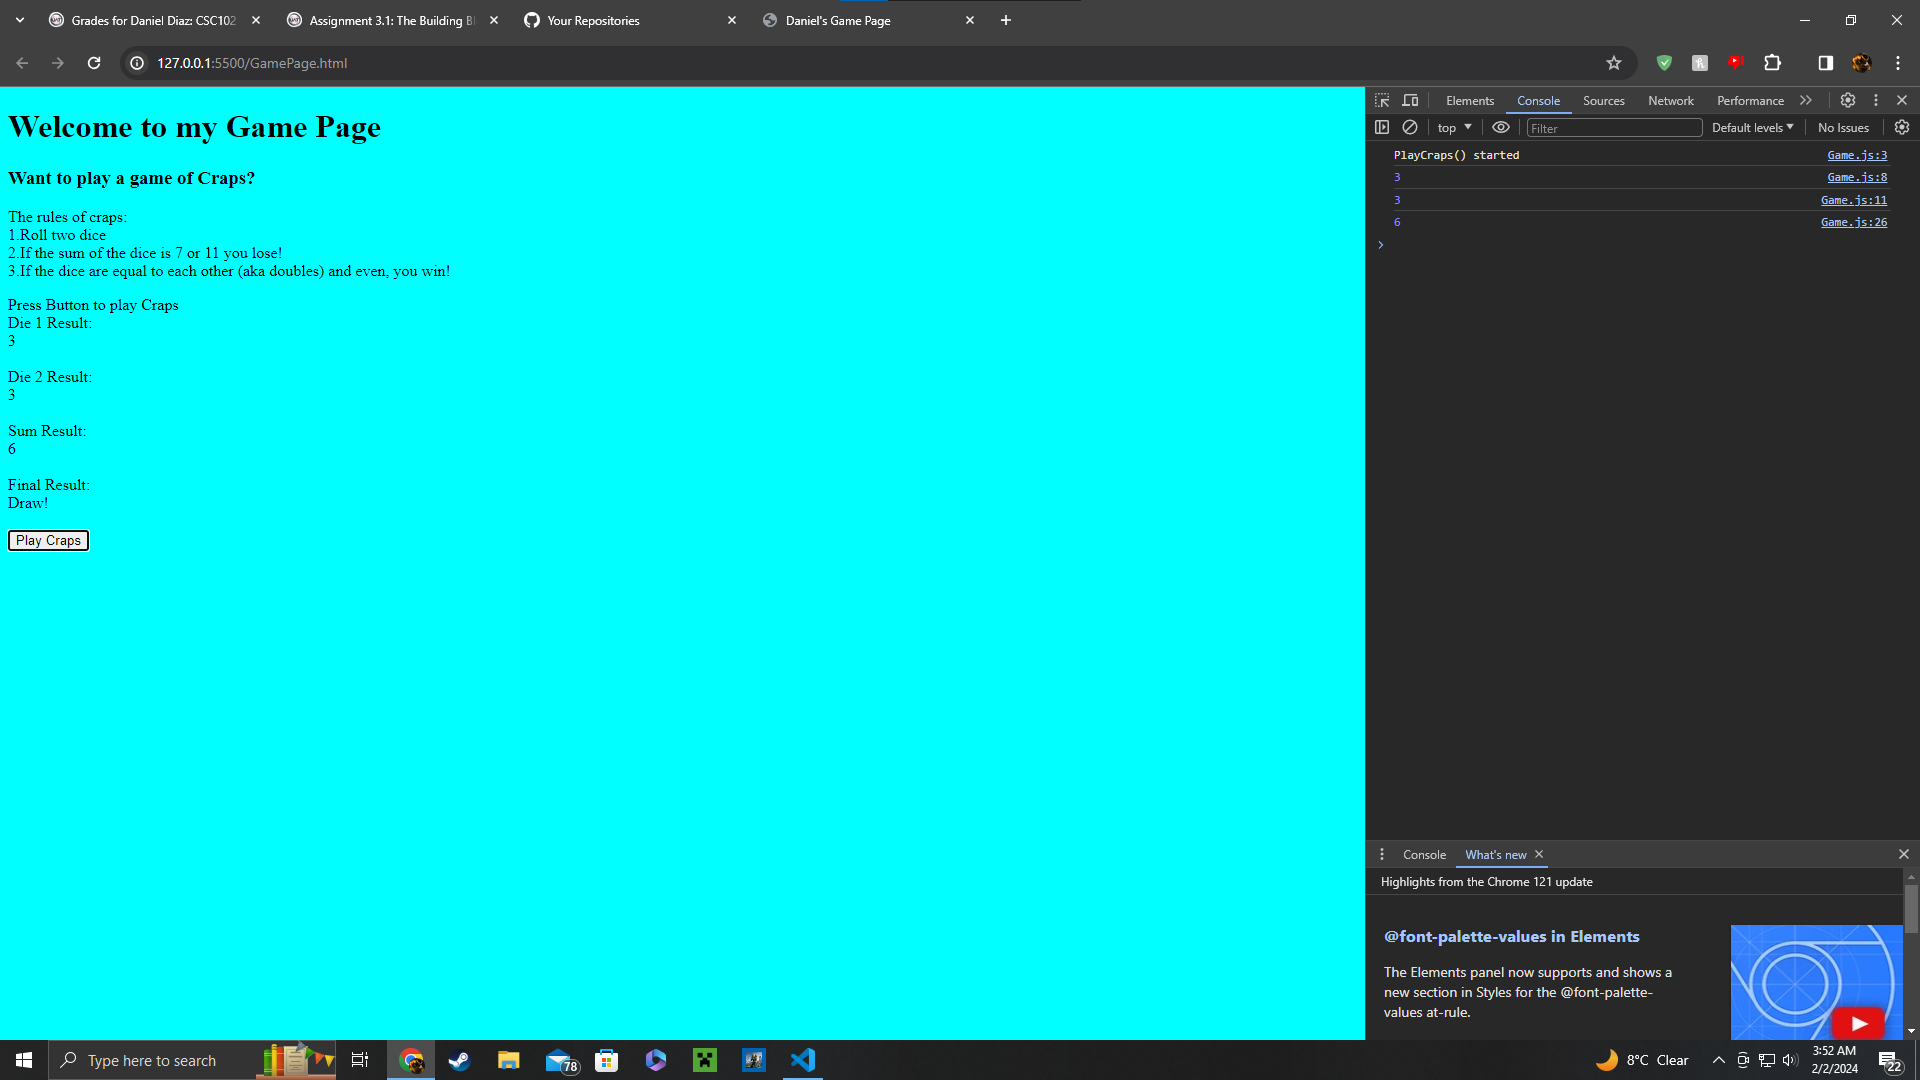 Grades for Daniel Diaz: CSC102
Assignment 3.1: The Building Bl
Your Repositories
Daniel's Game Page
127.0.0.1:5500/GamePage.html
Welcome to my Game Page
Want to play a game of Craps?
The rules of craps:
1.Roll two dice
2.If the sum of the dice is 7 or 11 you lose!
3.If the dice are equal to each other (aka doubles) and even, you win!
Press Button to play Craps
Die 1 Result:
3
Die 2 Result:
3
Sum Result:
6
Final Result:
Draw!
Play Craps
Elements Console Sources Network Performance
top Filter Default levels No Issues
PlayCraps() started Game.js:3
3 Game.js:8
3 Game.js:11
6 Game.js:26
Console What's new
Highlights from the Chrome 121 update
@font-palette-values in Elements
The Elements panel now supports and shows a
new section in Styles for the @font-palette-
values at-rule.
Type here to search
78
8°C Clear
3:52 AM
2/2/2024
22